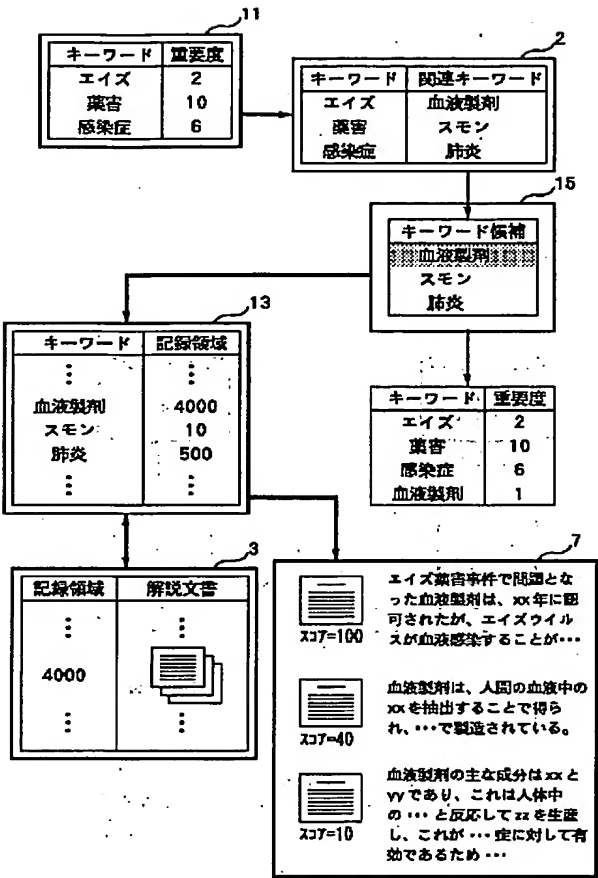 11
キーワード 重要度
エイズ 2
薬害 10
感染症 6
2
キーワード 関連キーワード
エイズ 血液製剤
薬害 スモン
感染症 肺炎
15
キーワード候補
血液製剤
スモン
肺炎
13
キーワード 記録領域
血液製剤 4000
スモン 10
肺炎 500
キーワード 重要度
エイズ 2
薬害 10
感染症 6
血液製剤 1
3
記録領域 解説文書
4000
7
エイズ薬害事件で問題とな
った血液製剤は、xx年に認
可されたが、エイズウイル
スが血液感染することが…
スコア=100
血液製剤は、人間の血液中の
xxを抽出することで得ら
れ、…で製造されている。
スコア=40
血液製剤の主な成分はxxと
yyであり、これは人体中
の…と反応してzzを生産
し、これが…症に対して有
効であるため…
スコア=10